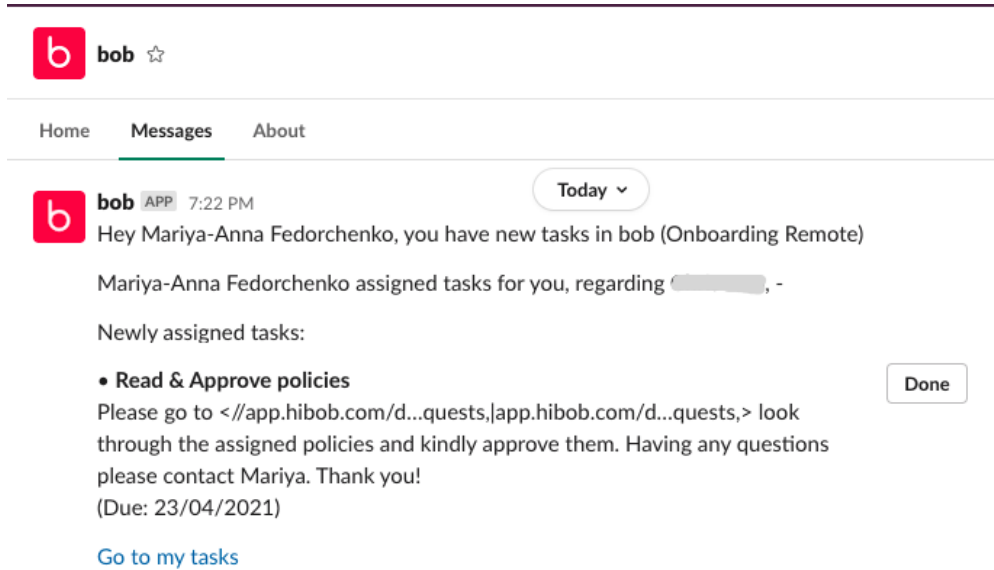 b bob ☆
Home Messages About
Today
b bob APP 7:22 PM
Hey Mariya-Anna Fedorchenko, you have new tasks in bob (Onboarding Remote)
Mariya-Anna Fedorchenko assigned tasks for you, regarding , -
Newly assigned tasks:
• Read & Approve policies
Done
Please go to <//app.hibob.com/d...quests,|app.hibob.com/d...quests,> look
through the assigned policies and kindly approve them. Having any questions
please contact Mariya. Thank you!
(Due: 23/04/2021)
Go to my tasks